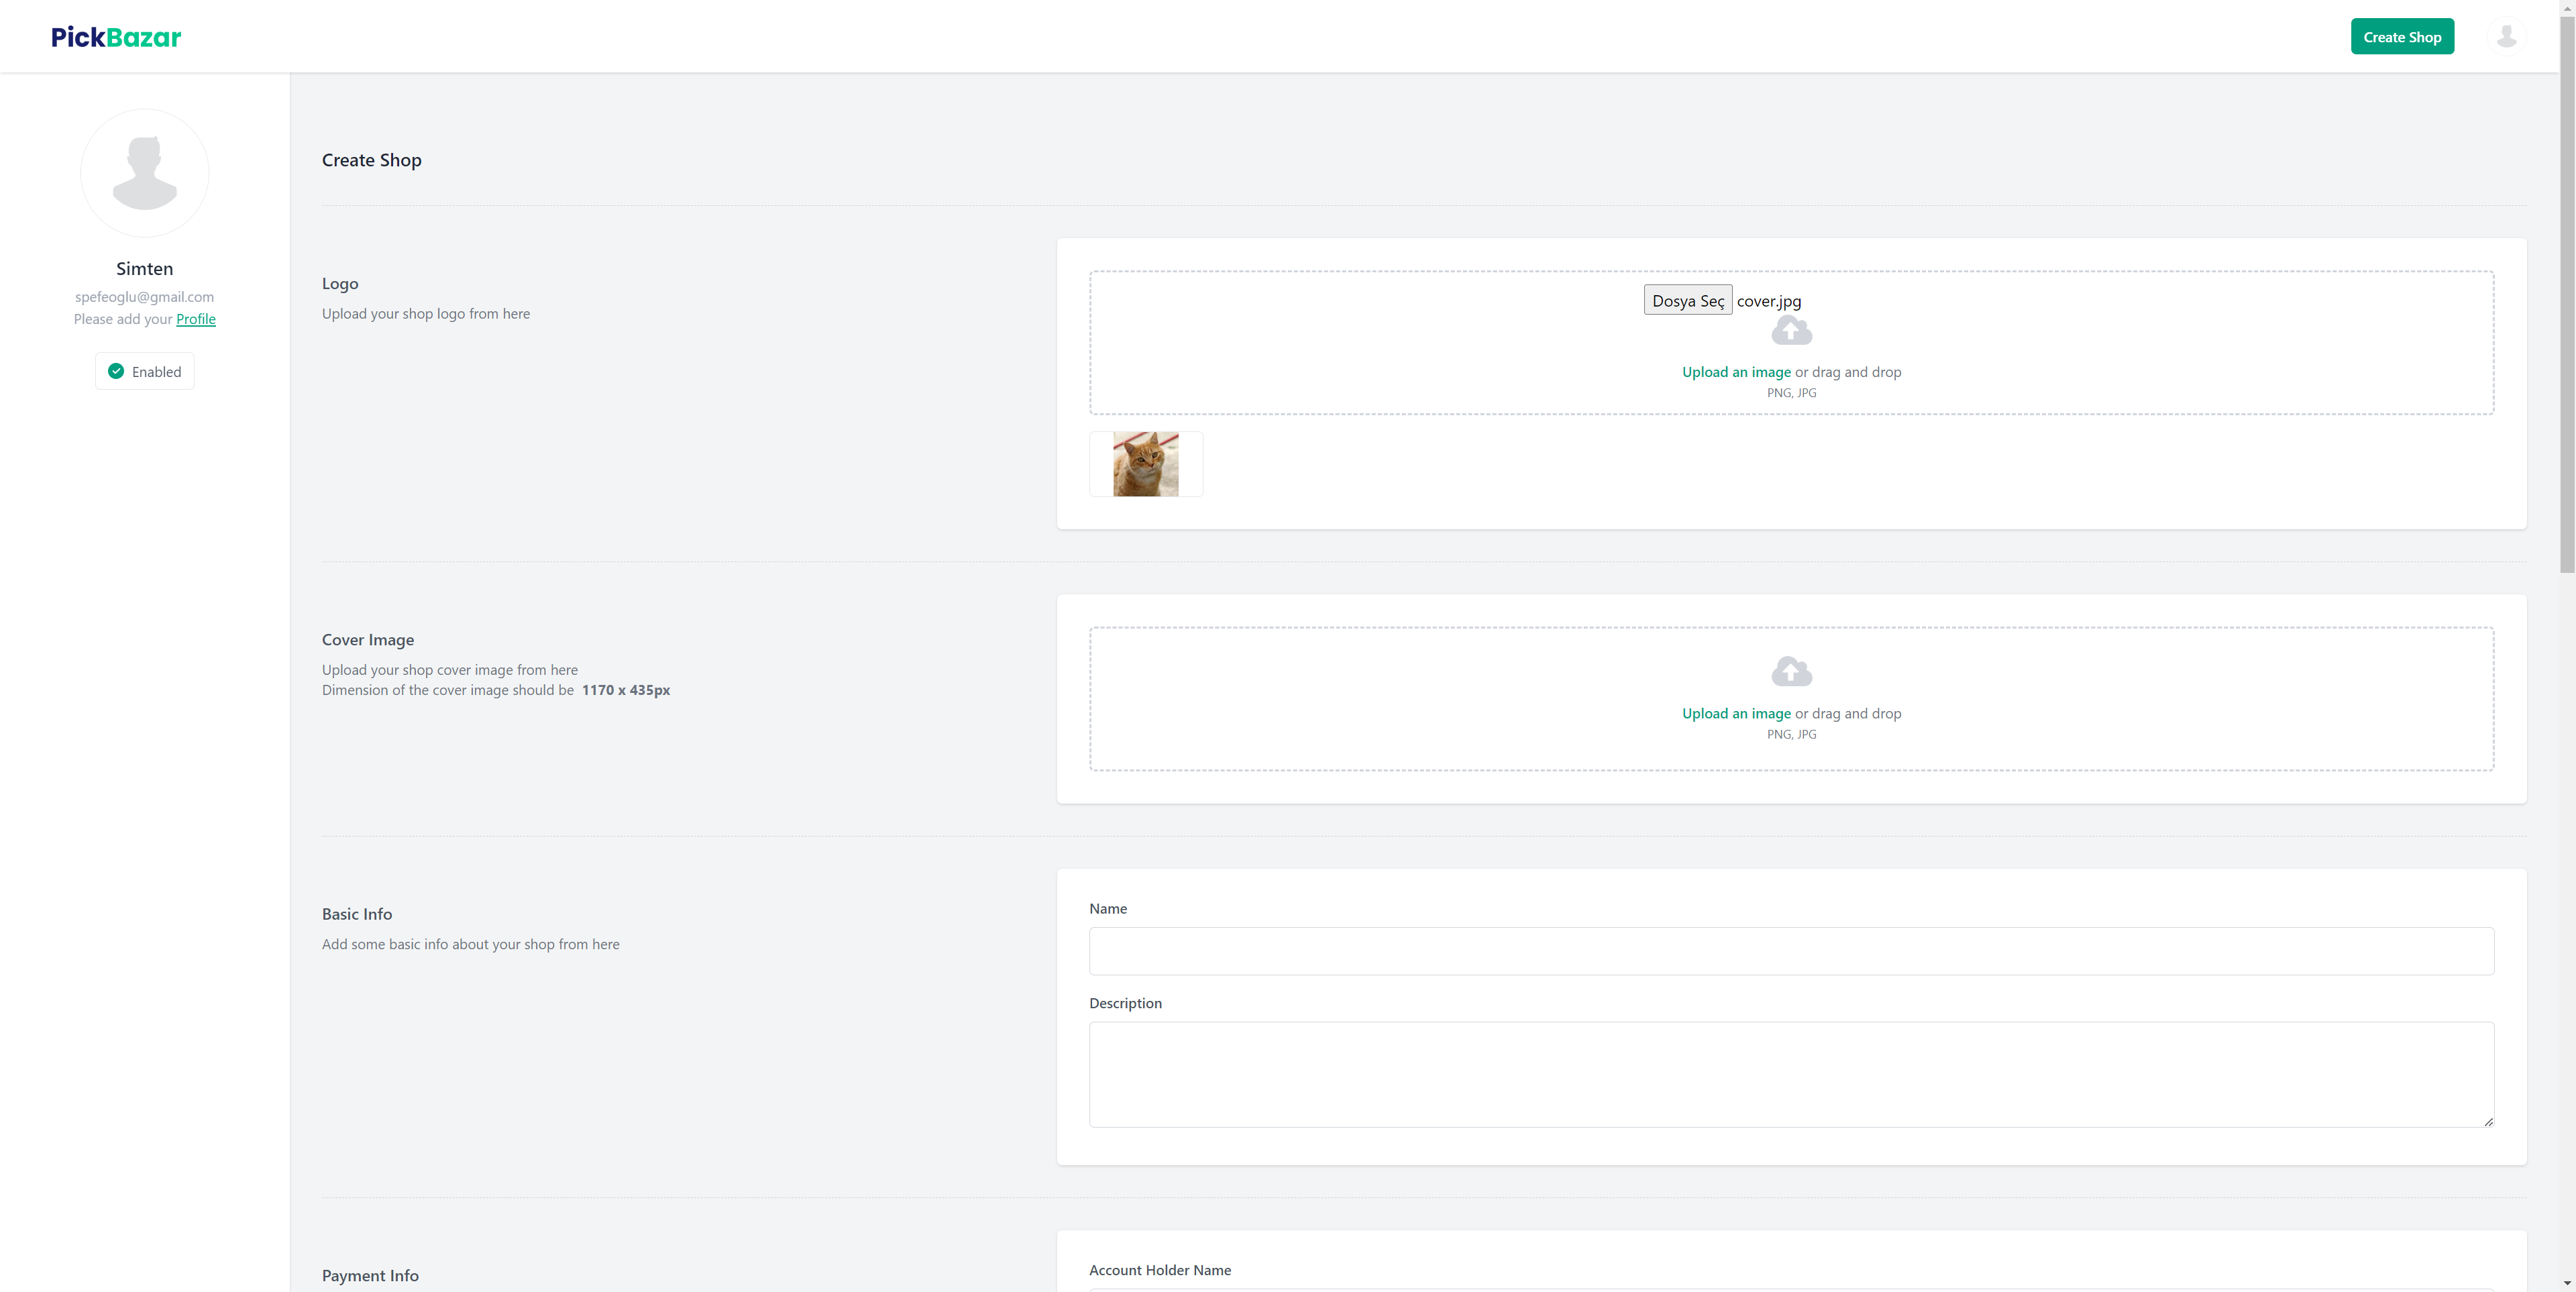 PickBazar
Create Shop
Simten
spefeoglu@gmail.com
Please add your Profile
Enabled
Create Shop
Logo
Upload your shop logo from here
Dosya Seç cover.jpg
Upload an image or drag and drop
PNG, JPG
Cover Image
Upload your shop cover image from here
Dimension of the cover image should be 1170 x 435px
Upload an image or drag and drop
PNG, JPG
Basic Info
Add some basic info about your shop from here
Name
Description
Payment Info
Account Holder Name